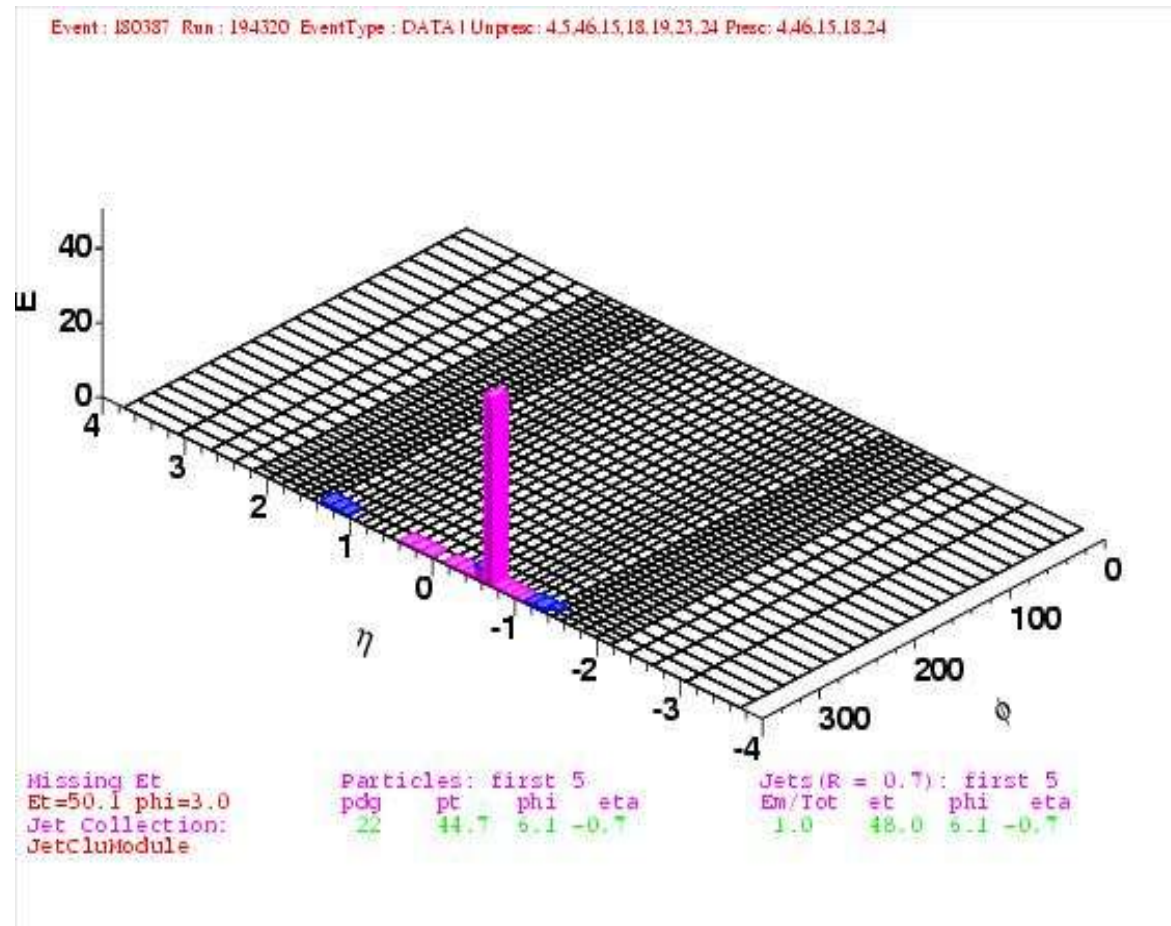 Event : 180387 Run : 194320 EventType : DATA | Unpresc: 4,5,46,15,18,19,23,24 Presc: 4,46,15,18,24
40
20
0
E
4
3
2
1
0
-1
-2
-3
-4
η
0
100
200
300
ϕ
Missing Et
Et=50.1 phi=3.0
Jet Collection:
JetCluModule
Particles: first 5
pdg pt phi eta
22 44.7 6.1 -0.7
Jets(R = 0.7): first 5
Em/Tot et phi eta
1.0 48.0 6.1 -0.7